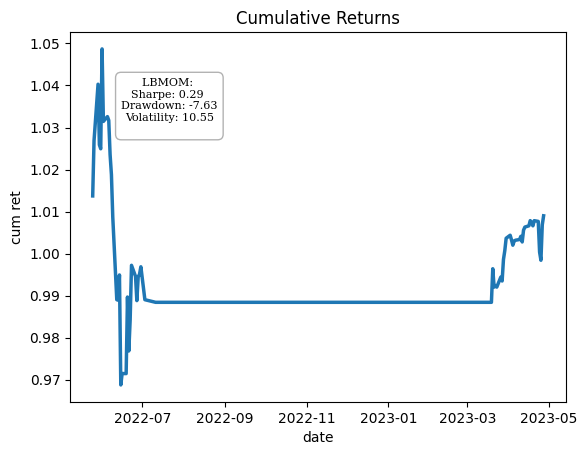 Cumulative Returns
1.05
1.04
1.03
1.02
1.01
1.00
0.99
0.98
0.97
cum ret
LBMOM:
Sharpe: 0.29
Drawdown: -7.63
Volatility: 10.55
2022-07 2022-09 2022-11 2023-01 2023-03 2023-05
date